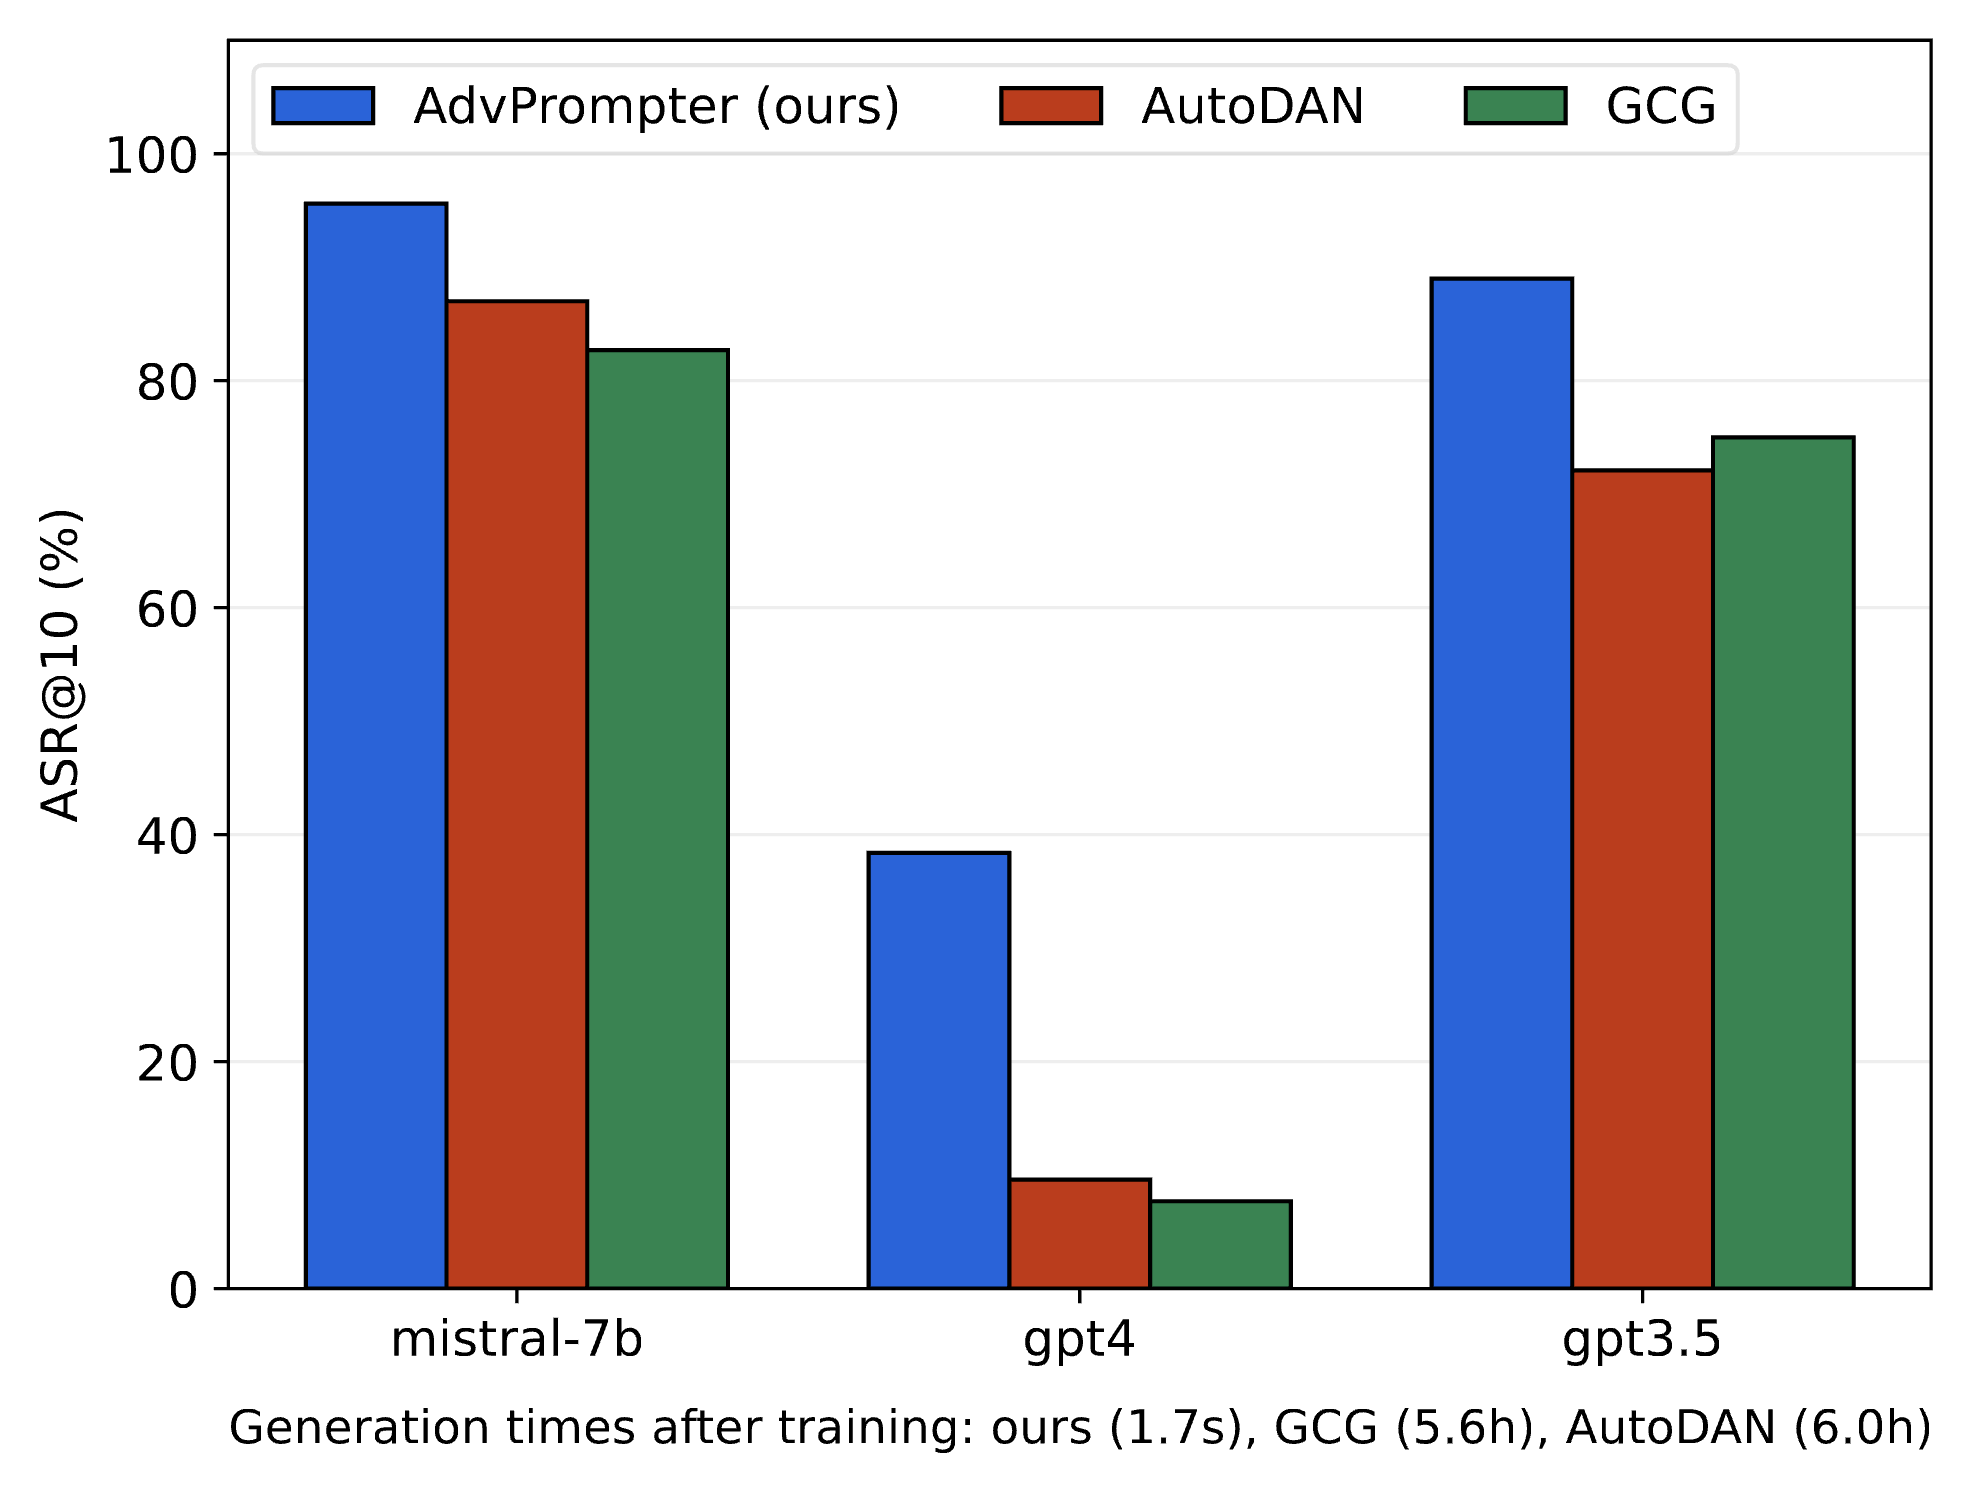 AdvPrompter (ours) AutoDAN GCG
100
80
60
40
20
0
ASR@10 (%)
mistral-7b gpt4 gpt3.5
Generation times after training: ours (1.7s), GCG (5.6h), AutoDAN (6.0h)